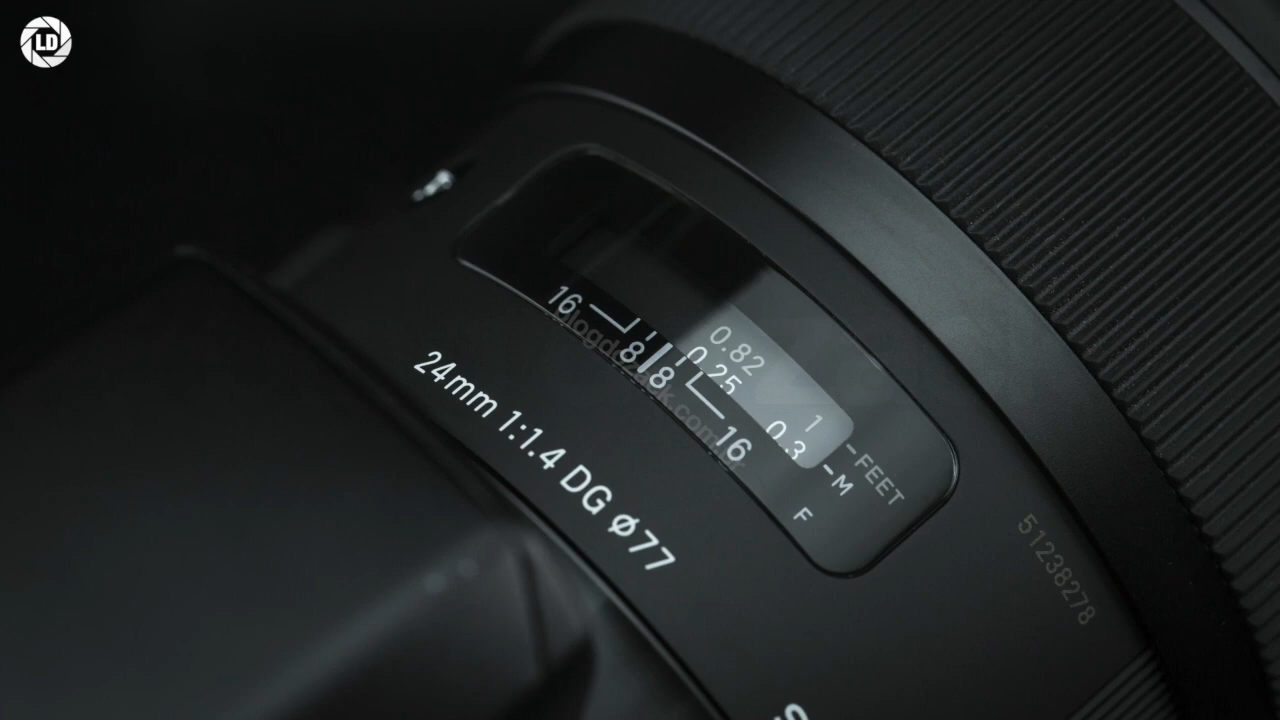 LD
16 8 8 16
0.82 1 -FEET
0.25 0.3 -M
F
24mm 1:1.4 DG ø77
51238278
S